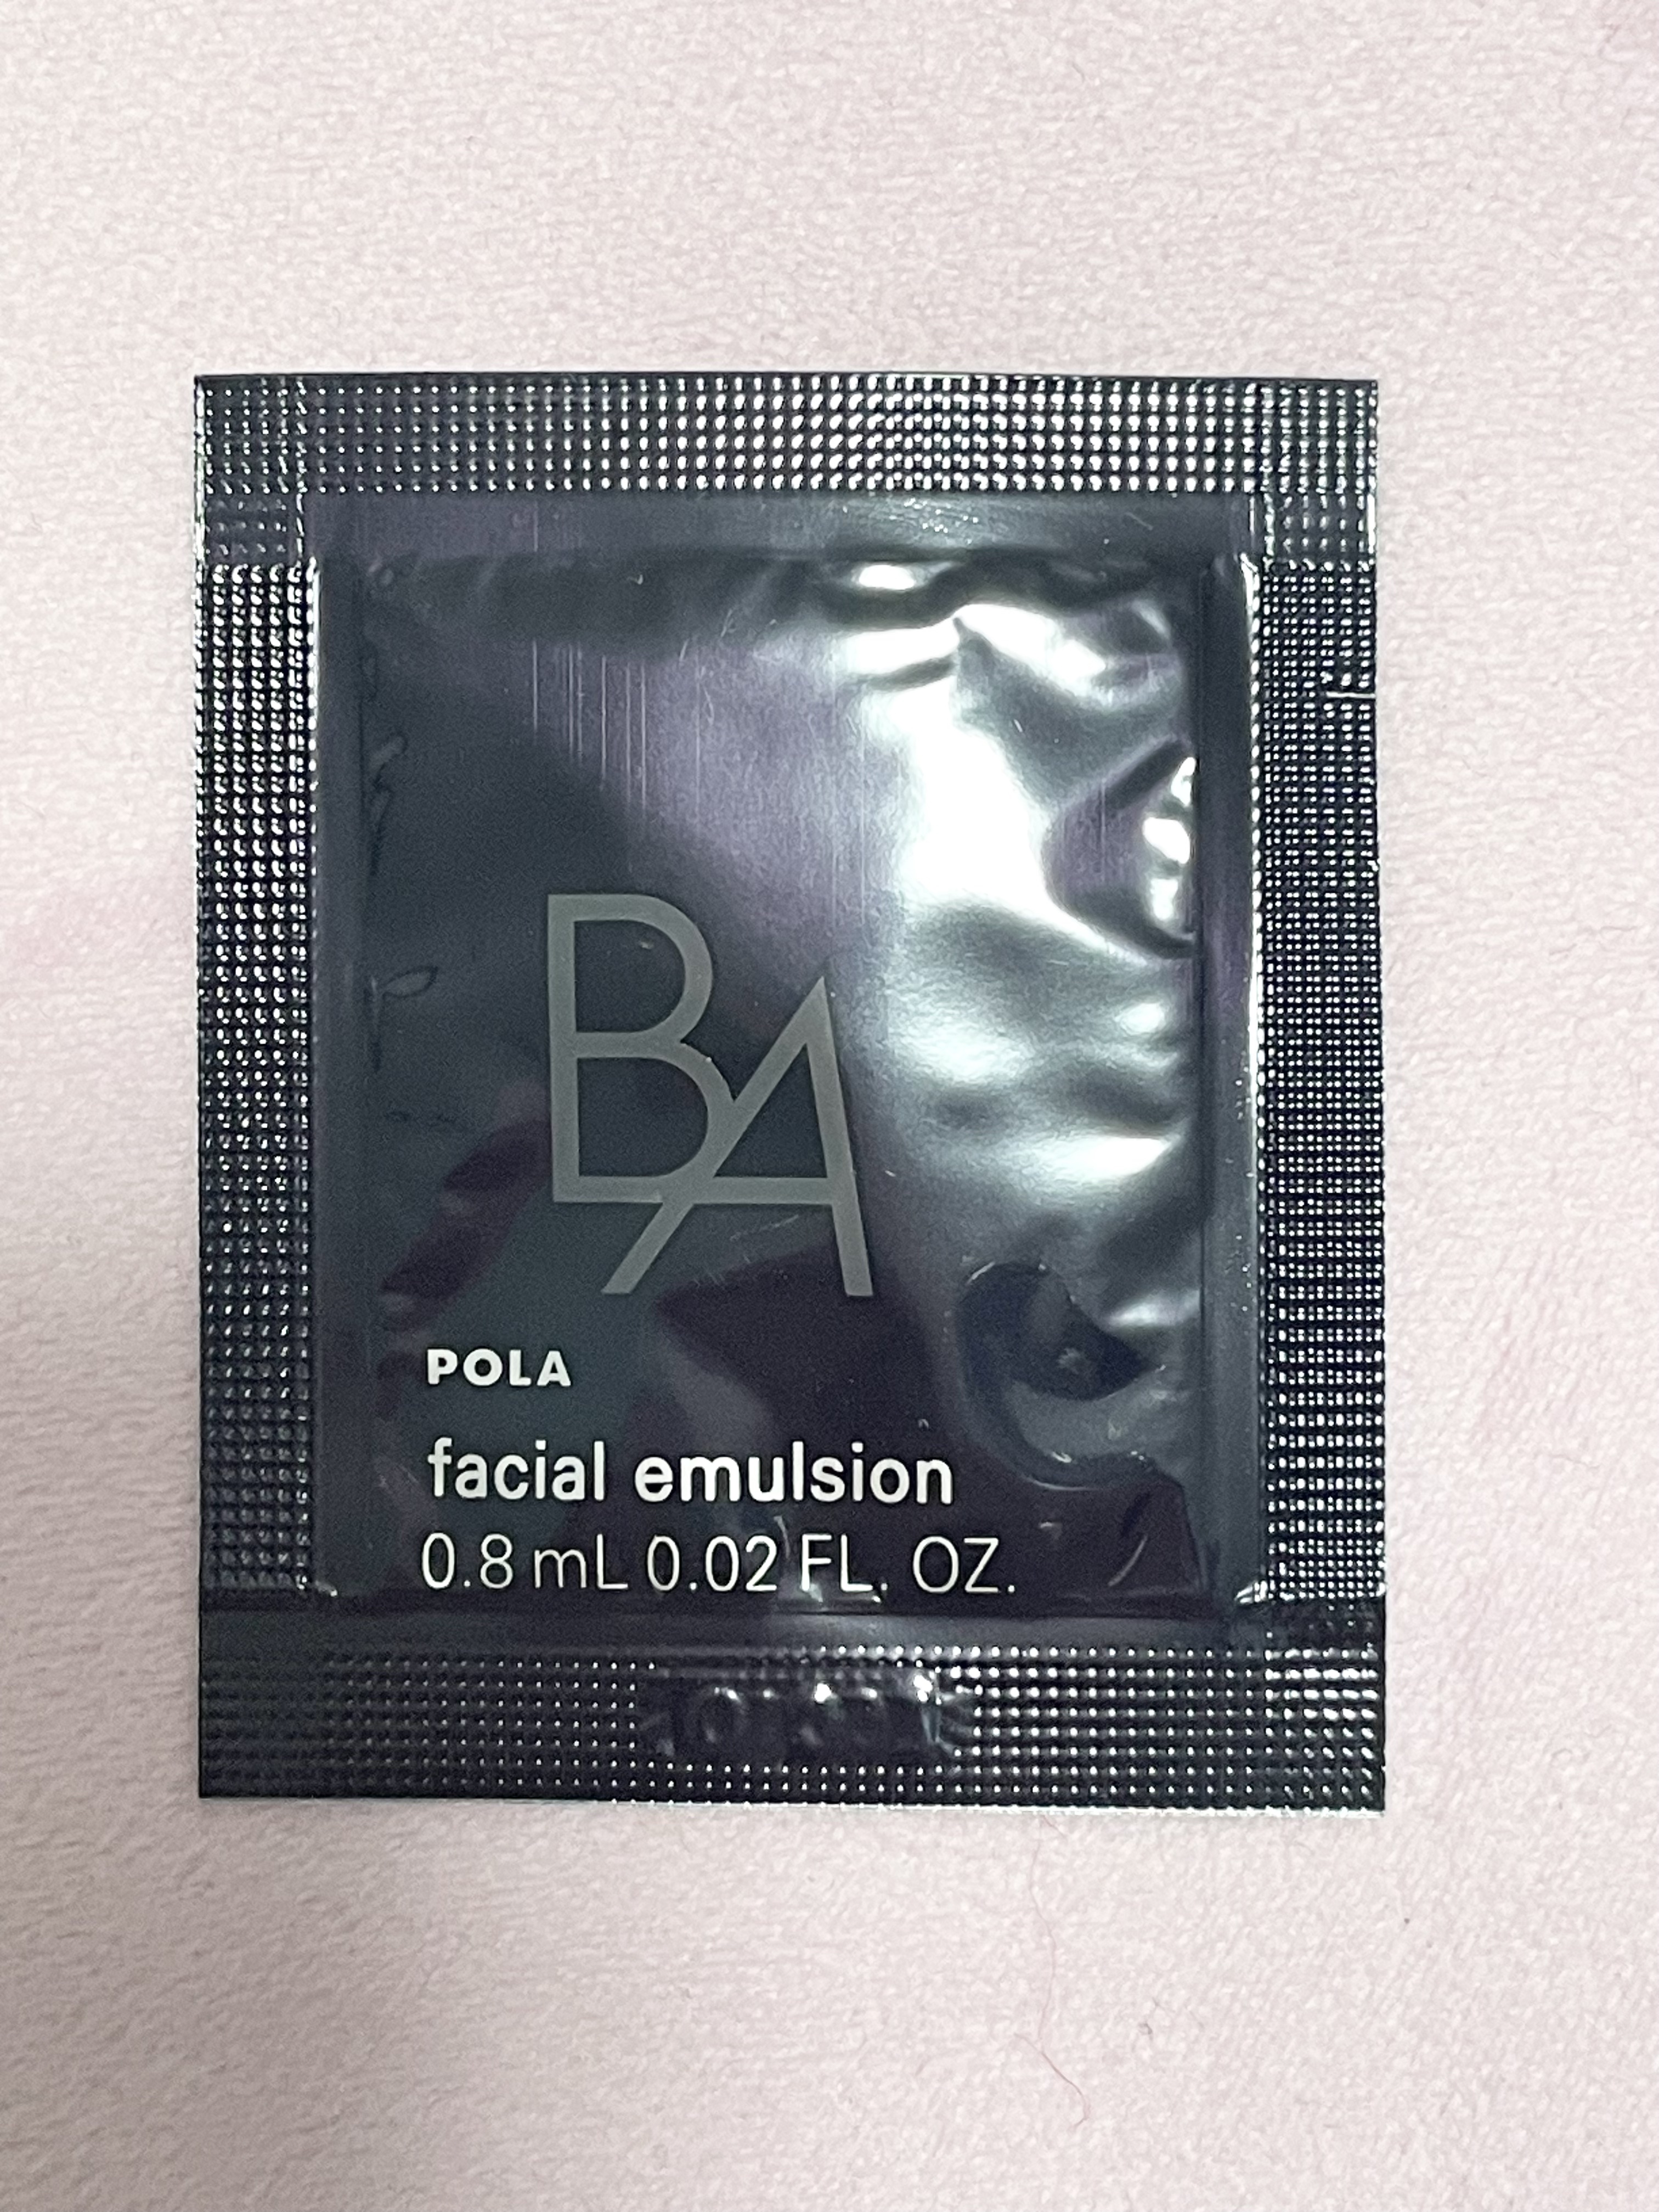 BA
POLA
facial emulsion
0.8 mL 0.02 FL. OZ.